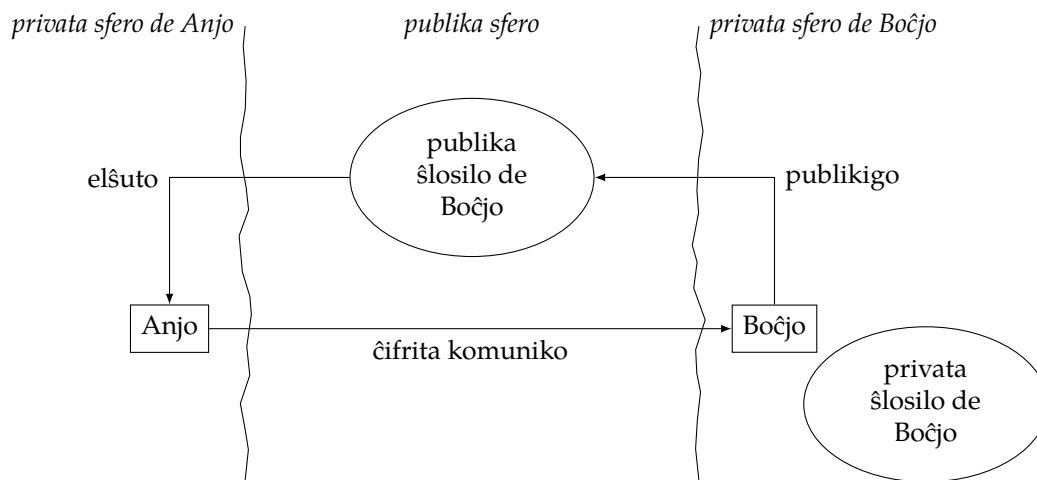 privata sfero de Anjo
publika sfero
privata sfero de Boĉjo
publika
ŝlosilo de
Boĉjo
elŝuto
publikigo
Anjo
Boĉjo
ĉifrita komuniko
privata
ŝlosilo de
Boĉjo